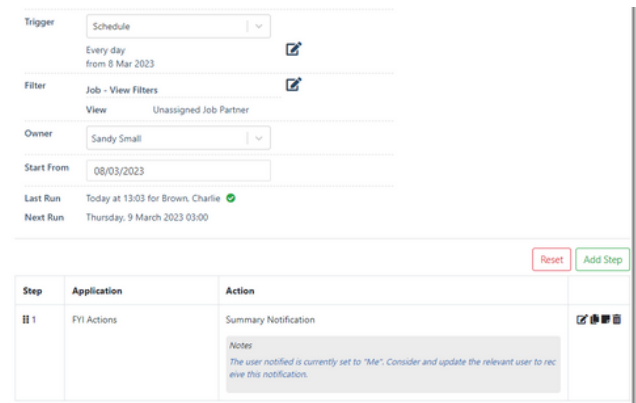 Trigger Schedule
Every day
from 8 Mar 2023
Filter Job - View Filters
View Unassigned Job Partner
Owner Sandy Small
Start From 08/03/2023
Last Run Today at 13:03 for Brown, Charlie
Next Run Thursday, 9 March 2023 03:00
Reset Add Step
Step Application Action
1 FYI Actions Summary Notification
Notes
The user notified is currently set to "Me". Consider and update the relevant user to rec
eive this notification.